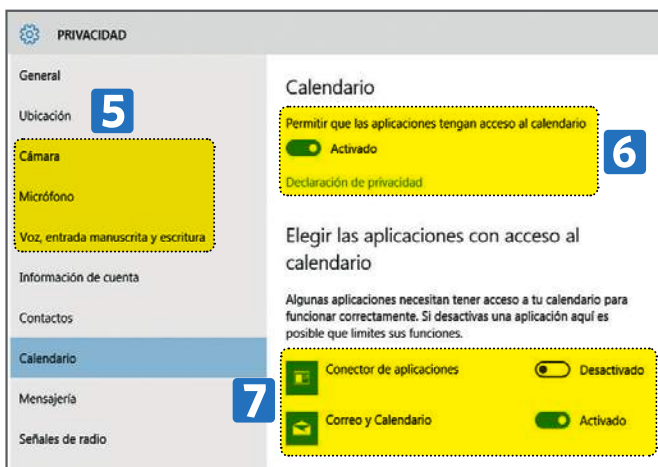 PRIVACIDAD
General
Ubicación
5
Cámara
Micrófono
Voz, entrada manuscrita y escritura
Información de cuenta
Contactos
Calendario
Mensajería
Señales de radio
Calendario
Permitir que las aplicaciones tengan acceso al calendario
Activado
6
Declaración de privacidad
Elegir las aplicaciones con acceso al
calendario
Algunas aplicaciones necesitan tener acceso a tu calendario para
funcionar correctamente. Si desactivas una aplicación aquí es
posible que limites sus funciones.
7
Conector de aplicaciones Desactivado
Correo y Calendario Activado